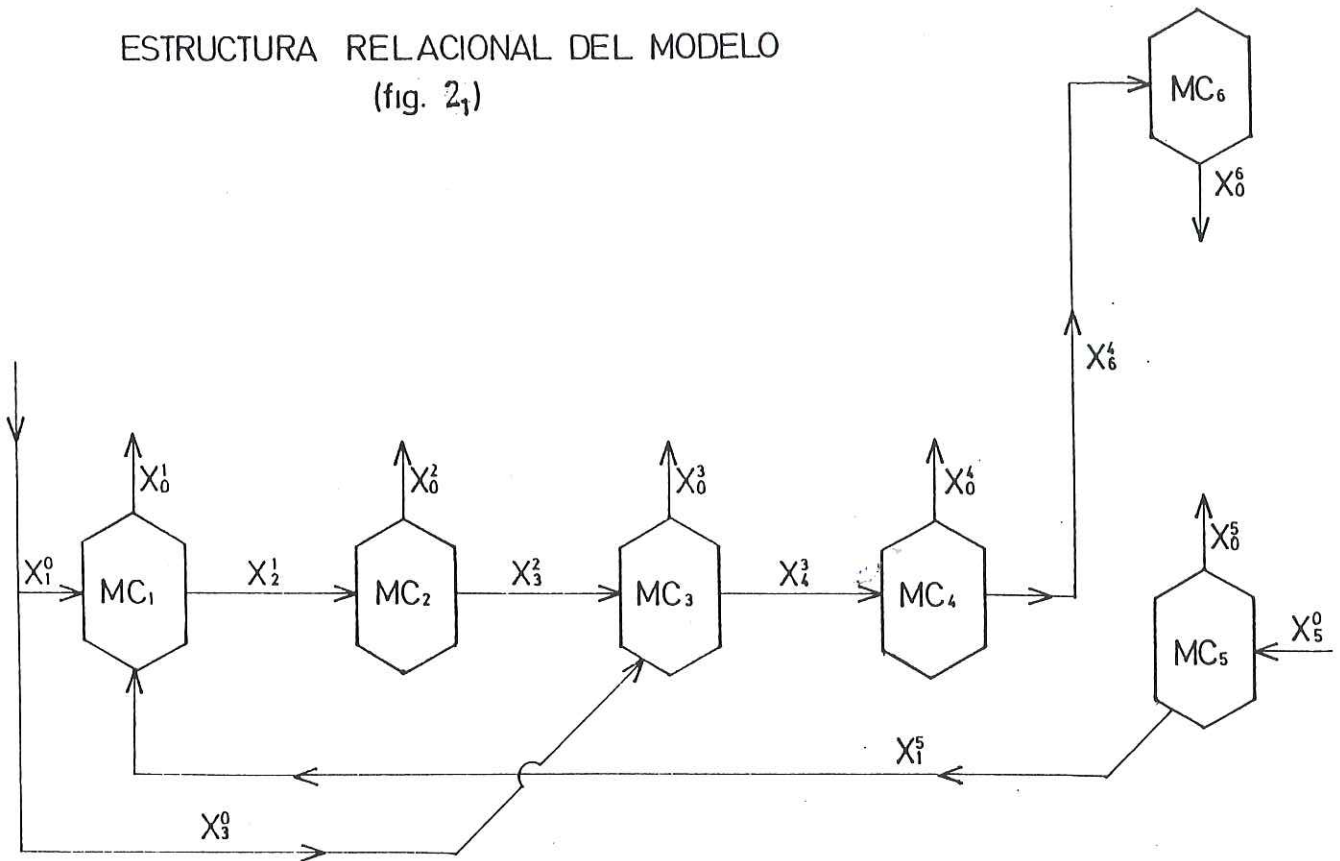 ESTRUCTURA RELACIONAL DEL MODELO
(fig. 2₁)
MC₆
X₀⁶
X₆⁴
X₀¹
X₀²
X₀³
X₀⁴
X₀⁵
X₁⁰
MC₁
X₂¹
MC₂
X₃²
MC₃
X₄³
MC₄
MC₅
X₅⁰
X₁⁵
X₃⁰